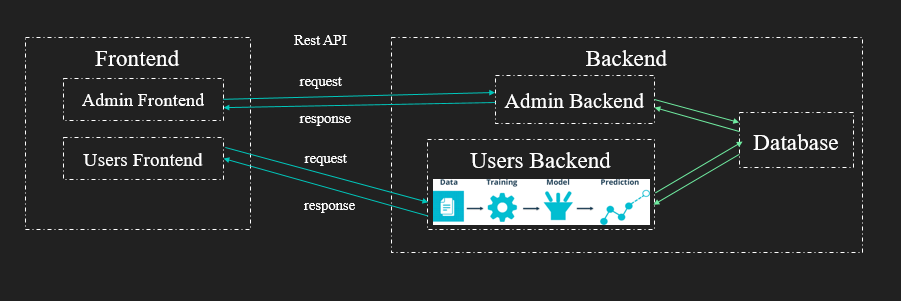 Rest API
Frontend
Backend
Admin Frontend
request
Admin Backend
response
Users Frontend
request
Users Backend
Database
Data
Training
Model
Prediction
response